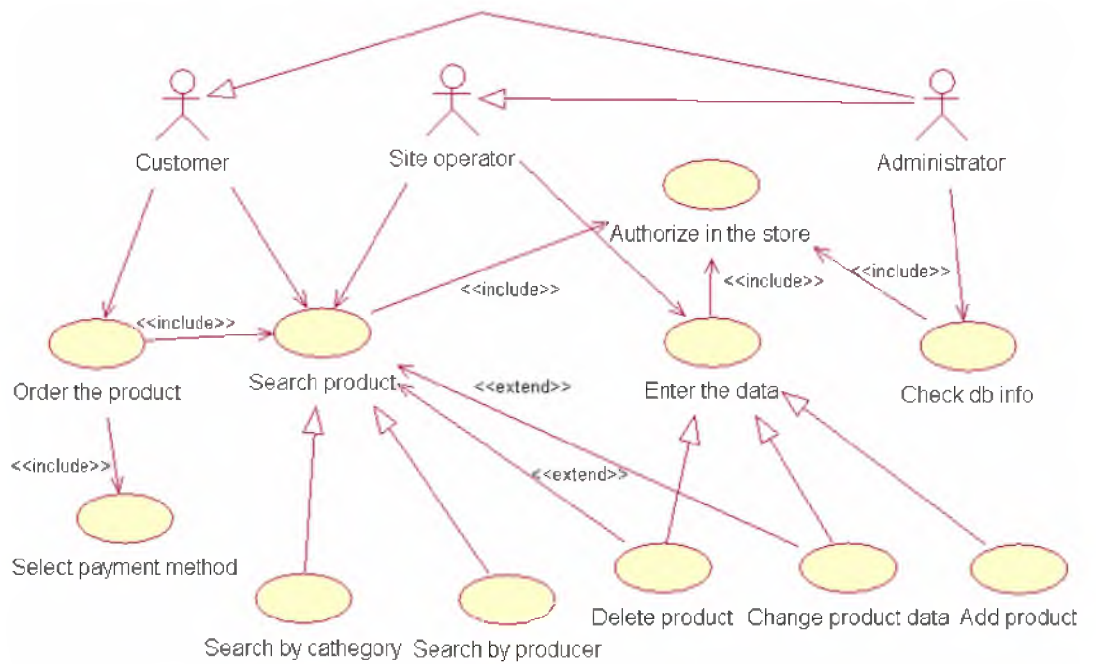 Customer
Site operator
Administrator
Authorize in the store
<<include>>
<<include>>
<<include>>
<<include>>
Order the product
Search product
<<extend>>
Enter the data
Check db info
<<include>>
<<extend>>
Select payment method
Delete product
Change product data
Add product
Search by cathegory
Search by producer